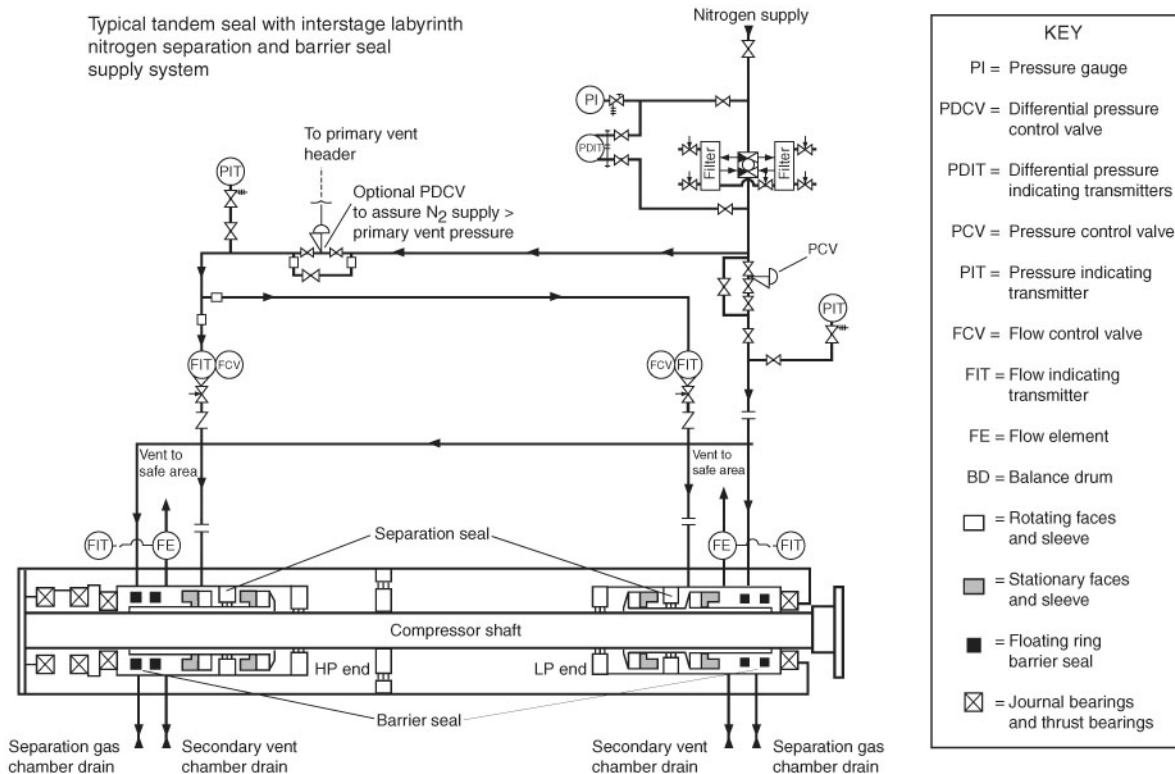 Typical tandem seal with interstage labyrinth
nitrogen separation and barrier seal
supply system
Nitrogen supply
PI
PDIT
Filter
Filter
To primary vent
header
PIT
Optional PDCV
to assure N2 supply >
primary vent pressure
PCV
PIT
FIT
FCV
FCV
FIT
Vent to
safe area
Vent to
safe area
FIT
FE
Separation seal
FE
FIT
Compressor shaft
HP end
LP end
Barrier seal
Separation gas
chamber drain
Secondary vent
chamber drain
Secondary vent
chamber drain
Separation gas
chamber drain
KEY
PI = Pressure gauge
PDCV = Differential pressure
control valve
PDIT = Differential pressure
indicating transmitters
PCV = Pressure control valve
PIT = Pressure indicating
transmitter
FCV = Flow control valve
FIT = Flow indicating
transmitter
FE = Flow element
BD = Balance drum
= Rotating faces
and sleeve
= Stationary faces
and sleeve
= Floating ring
barrier seal
= Journal bearings
and thrust bearings